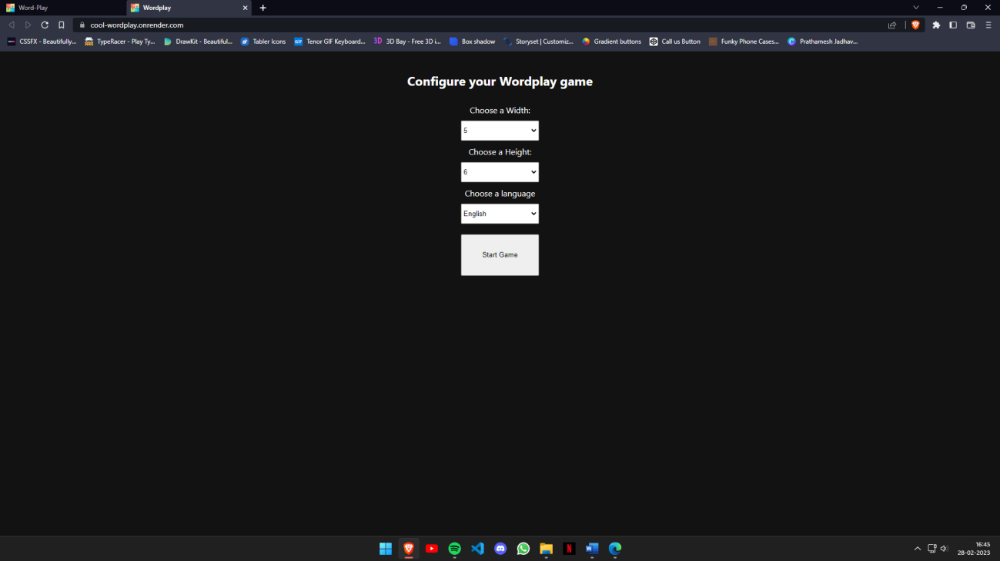 Word-Play
Wordplay
cool-wordplay.onrender.com
CSSFX - Beautifully...
TypeRacer - Play Ty...
DrawKit - Beautiful...
Tabler Icons
GIF
Tenor GIF Keyboard...
3D
3D Bay - Free 3D i...
Box shadow
Storyset | Customiz...
Gradient buttons
Call us Button
Funky Phone Cases...
Prathamesh Jadhav...
Configure your Wordplay game
Choose a Width:
5
Choose a Height:
6
Choose a language
English
Start Game
16:45
28-02-2023